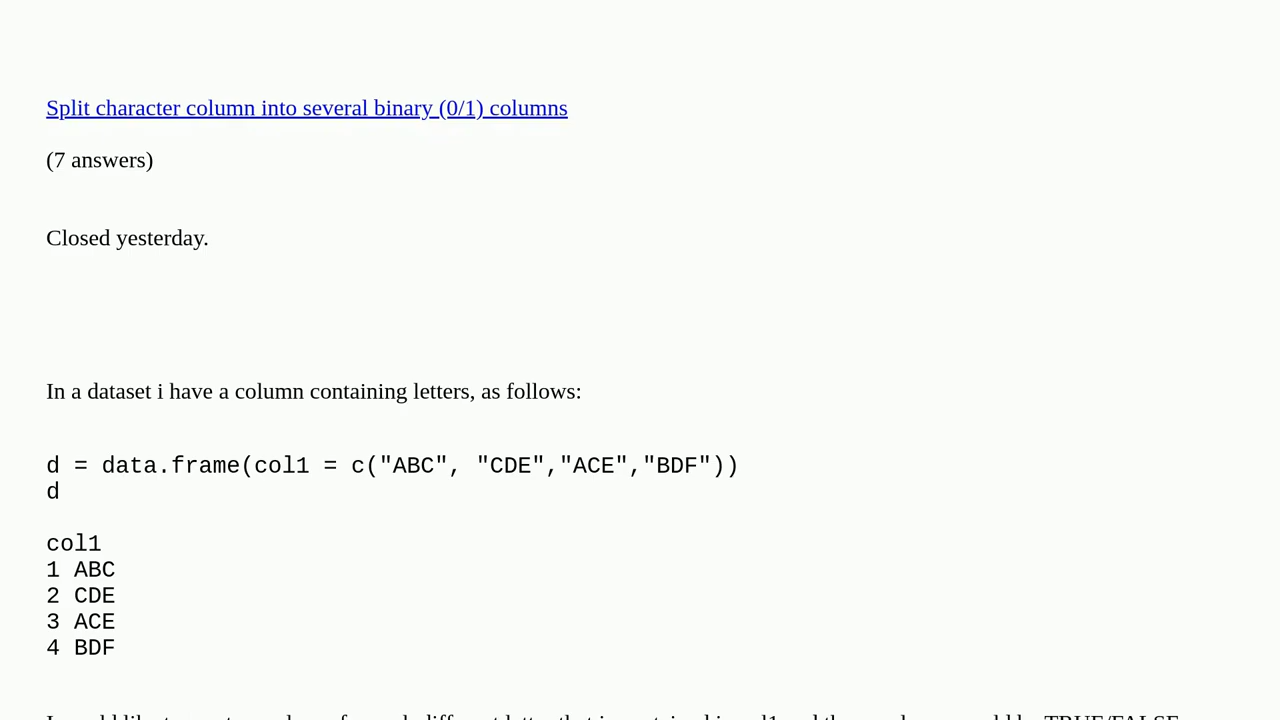 Split character column into several binary (0/1) columns
(7 answers)
Closed yesterday.
In a dataset i have a column containing letters, as follows:
d = data.frame(col1 = c("ABC", "CDE","ACE","BDF"))
d
col1
1 ABC
2 CDE
3 ACE
4 BDF